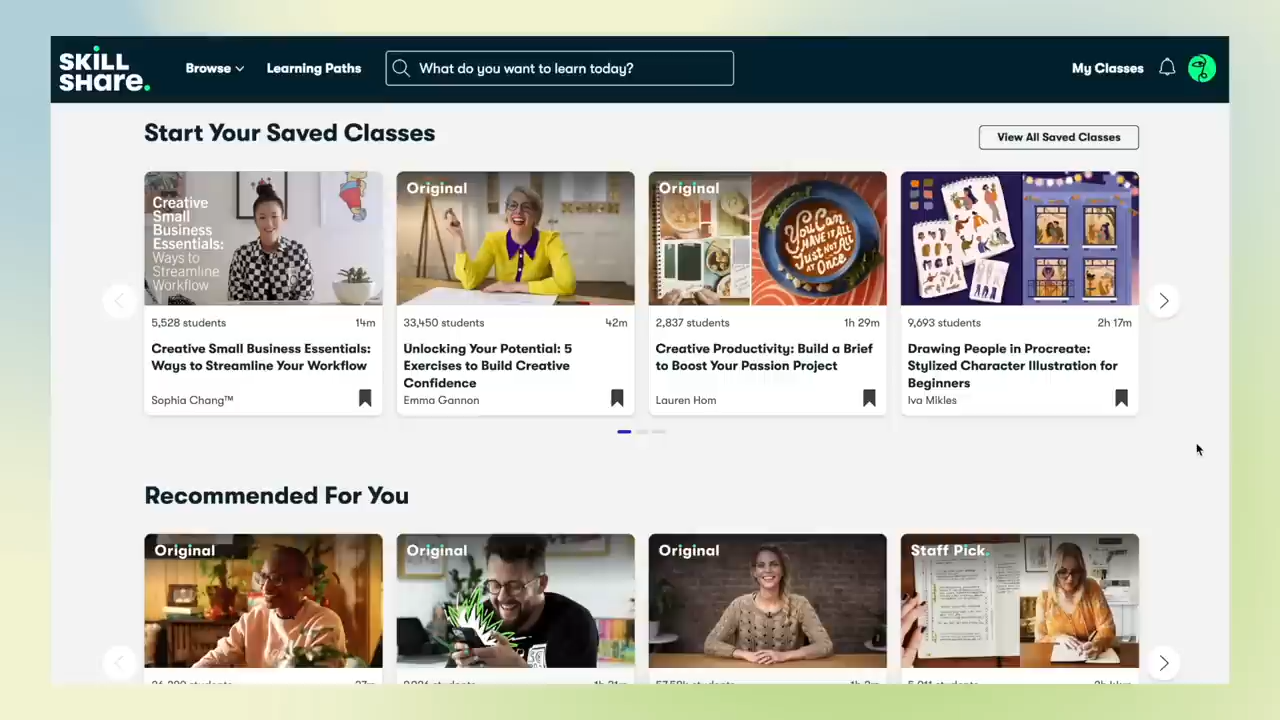 SKILL
SHARE.
Browse
Learning Paths
What do you want to learn today?
My Classes
Start Your Saved Classes
View All Saved Classes
Creative
Small
Business
Essentials:
Ways to
Streamline
Workflow
Original
Original
You Can
HAVE IT ALL
JUST NOT ALL
AT ONCE
5,528 students
14m
33,450 students
42m
2,837 students
1h 29m
9,693 students
2h 17m
Creative Small Business Essentials:
Ways to Streamline Your Workflow
Sophia Chang™
Unlocking Your Potential: 5
Exercises to Build Creative
Confidence
Emma Gannon
Creative Productivity: Build a Brief
to Boost Your Passion Project
Lauren Hom
Drawing People in Procreate:
Stylized Character Illustration for
Beginners
Iva Mikles
Recommended For You
Original
Original
Original
Staff Pick.
students
students
students
students